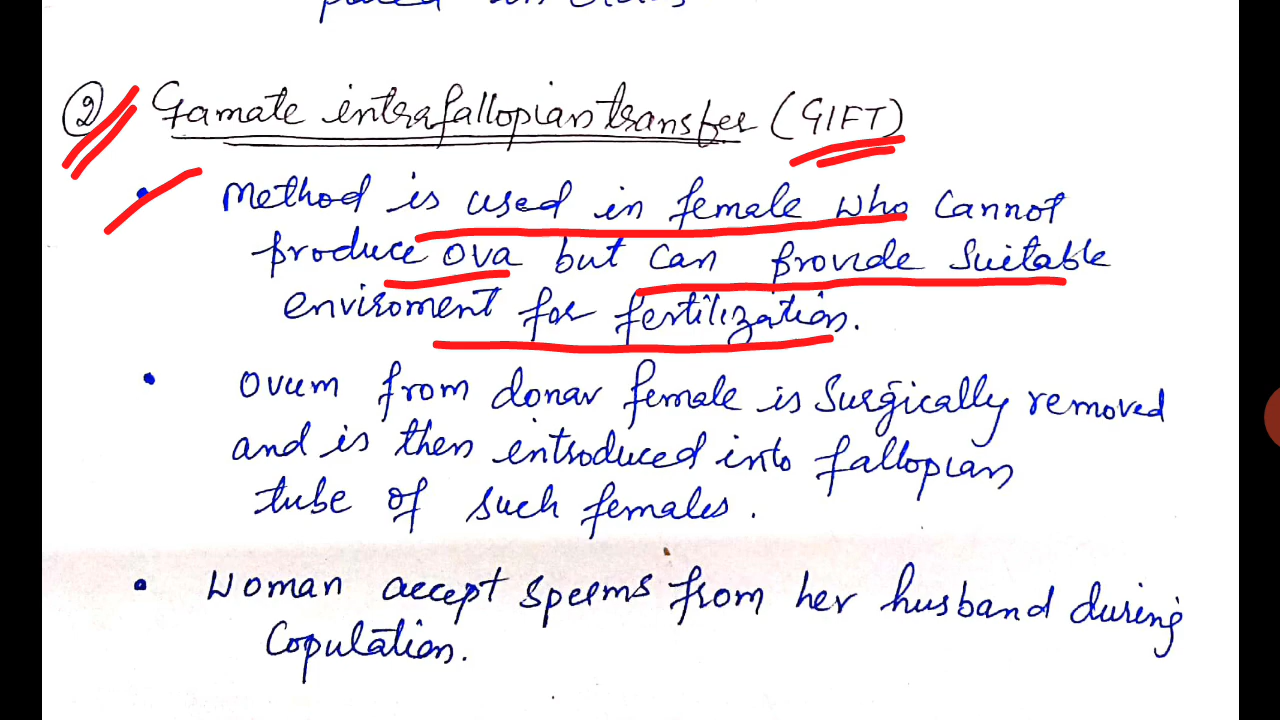 ② Gamate intrafallopian transfer (GIFT)
• Method is used in female who cannot
produce ova but can provide suitable
enviroment for fertilization.
• Ovum from donar female is surgically removed
and is then introduced into fallopian
tube of such females.
• Woman accept sperms from her husband during
copulation.